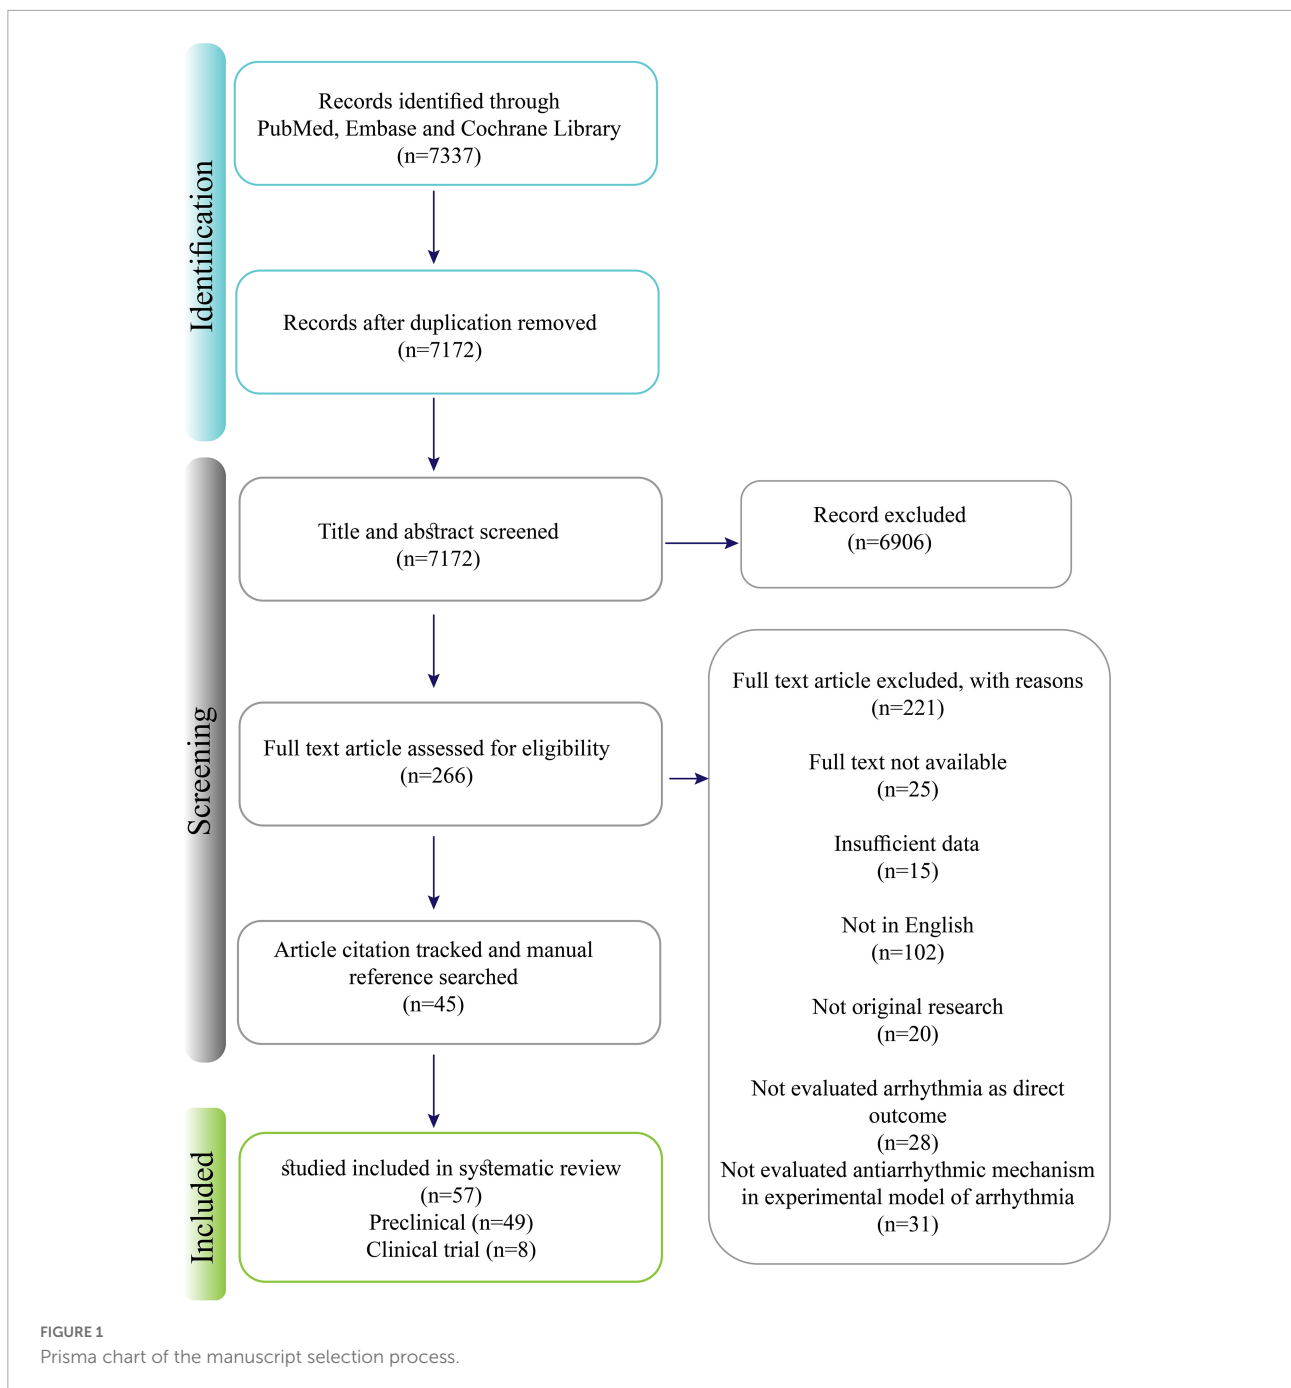 Identification
Records identified through
PubMed, Embase and Cochrane Library
(n=7337)
Records after duplication removed
(n=7172)
Screening
Title and abstract screened
(n=7172)
Record excluded
(n=6906)
Full text article assessed for eligibility
(n=266)
Full text article excluded, with reasons
(n=221)
Full text not available
(n=25)
Insufficient data
(n=15)
Not in English
(n=102)
Not original research
(n=20)
Not evaluated arrhythmia as direct
outcome
(n=28)
Not evaluated antiarrhythmic mechanism
in experimental model of arrhythmia
(n=31)
Article citation tracked and manual
reference searched
(n=45)
Included
studied included in systematic review
(n=57)
Preclinical (n=49)
Clinical trial (n=8)
FIGURE 1
Prisma chart of the manuscript selection process.